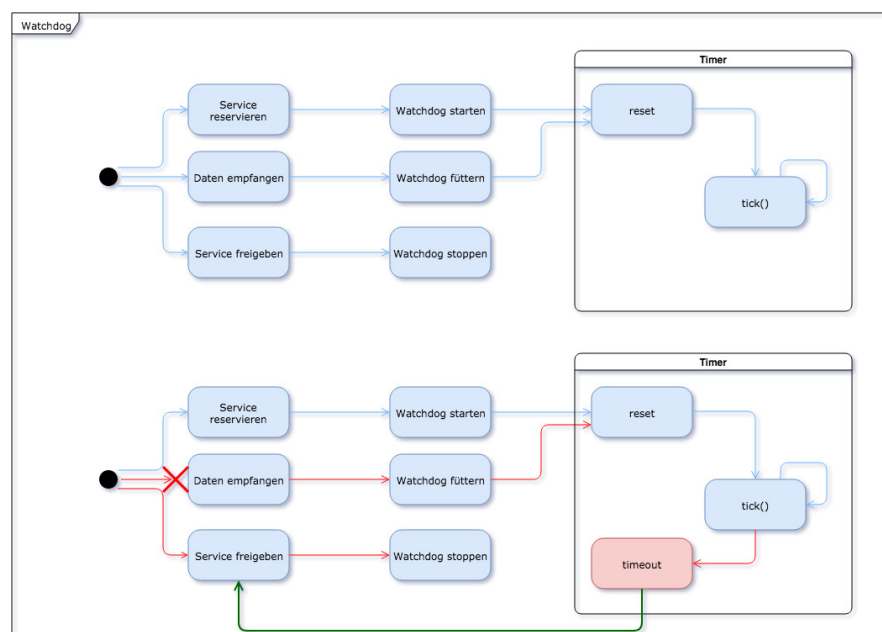 Watchdog
Timer
Service
reservieren
Watchdog starten
reset
Daten empfangen
Watchdog füttern
tick()
Service freigeben
Watchdog stoppen
Timer
Service
reservieren
Watchdog starten
reset
Daten empfangen
Watchdog füttern
tick()
Service freigeben
Watchdog stoppen
timeout